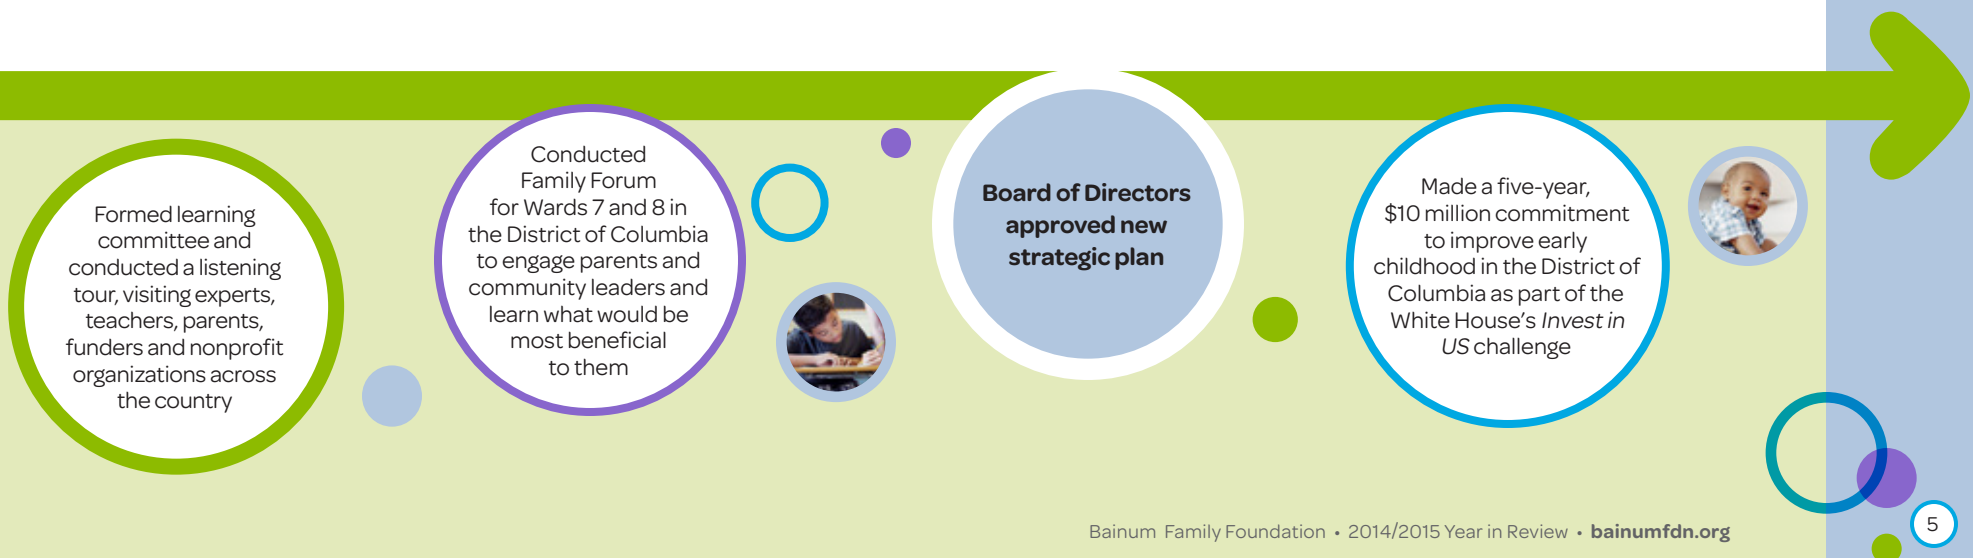 Formed learning
committee and
conducted a listening
tour, visiting experts,
teachers, parents,
funders and nonprofit
organizations across
the country
Conducted
Family Forum
for Wards 7 and 8 in
the District of Columbia
to engage parents and
community leaders and
learn what would be
most beneficial
to them
Board of Directors
approved new
strategic plan
Made a five-year,
$10 million commitment
to improve early
childhood in the District of
Columbia as part of the
White House’s Invest in
US challenge
Bainum Family Foundation • 2014/2015 Year in Review • bainumfdn.org
5